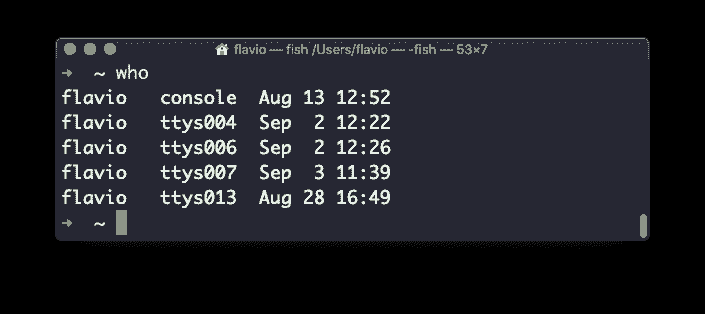 flavio — fish /Users/flavio — -fish — 53×7
➜ ~ who
flavio   console  Aug 13 12:52
flavio   ttys004  Sep  2 12:22
flavio   ttys006  Sep  2 12:26
flavio   ttys007  Sep  3 11:39
flavio   ttys013  Aug 28 16:49
➜ ~